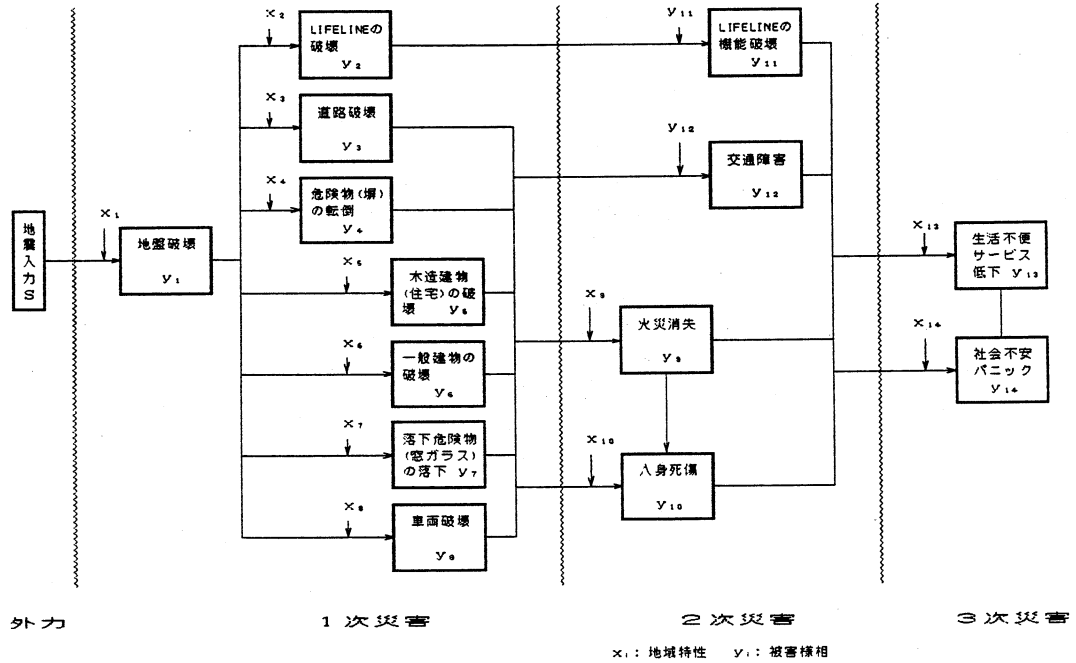 地震入力S
x₁
地盤破壊
y₁
x₂
LIFELINEの
破壊
y₂
x₃
道路破壊
y₃
x₄
危険物(塀)
の転倒
y₄
x₅
木造建物
(住宅)の破
壊 y₅
x₆
一般建物の
破壊
y₆
x₇
落下危険物
(窓ガラス)
の落下 y₇
x₈
車両破壊
y₈
y₁₁
LIFELINEの
機能破壊
y₁₁
y₁₂
交通障害
y₁₂
x₉
火災消失
y₉
x₁₀
人身死傷
y₁₀
x₁₃
生活不便
サービス
低下 y₁₃
x₁₄
社会不安
パニック
y₁₄
外力 1次災害 2次災害 3次災害
xᵢ: 地域特性 yᵢ: 被害様相